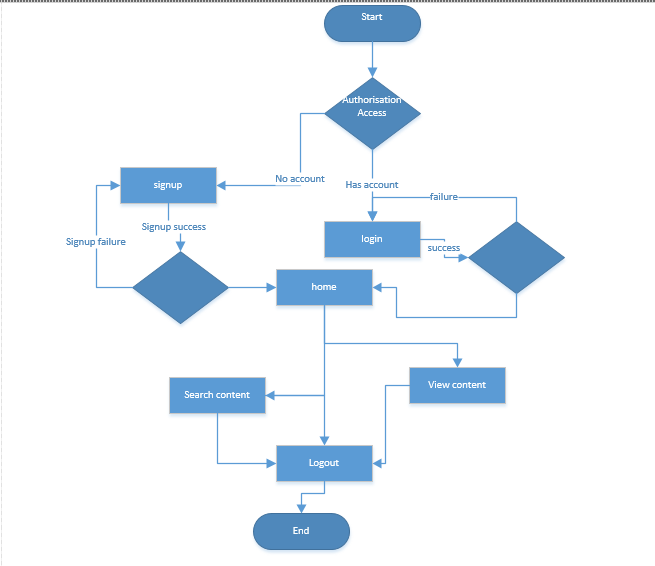 Start
Authorisation
Access
No account
Has account
signup
failure
Signup success
login
Signup failure
success
home
Search content
View content
Logout
End